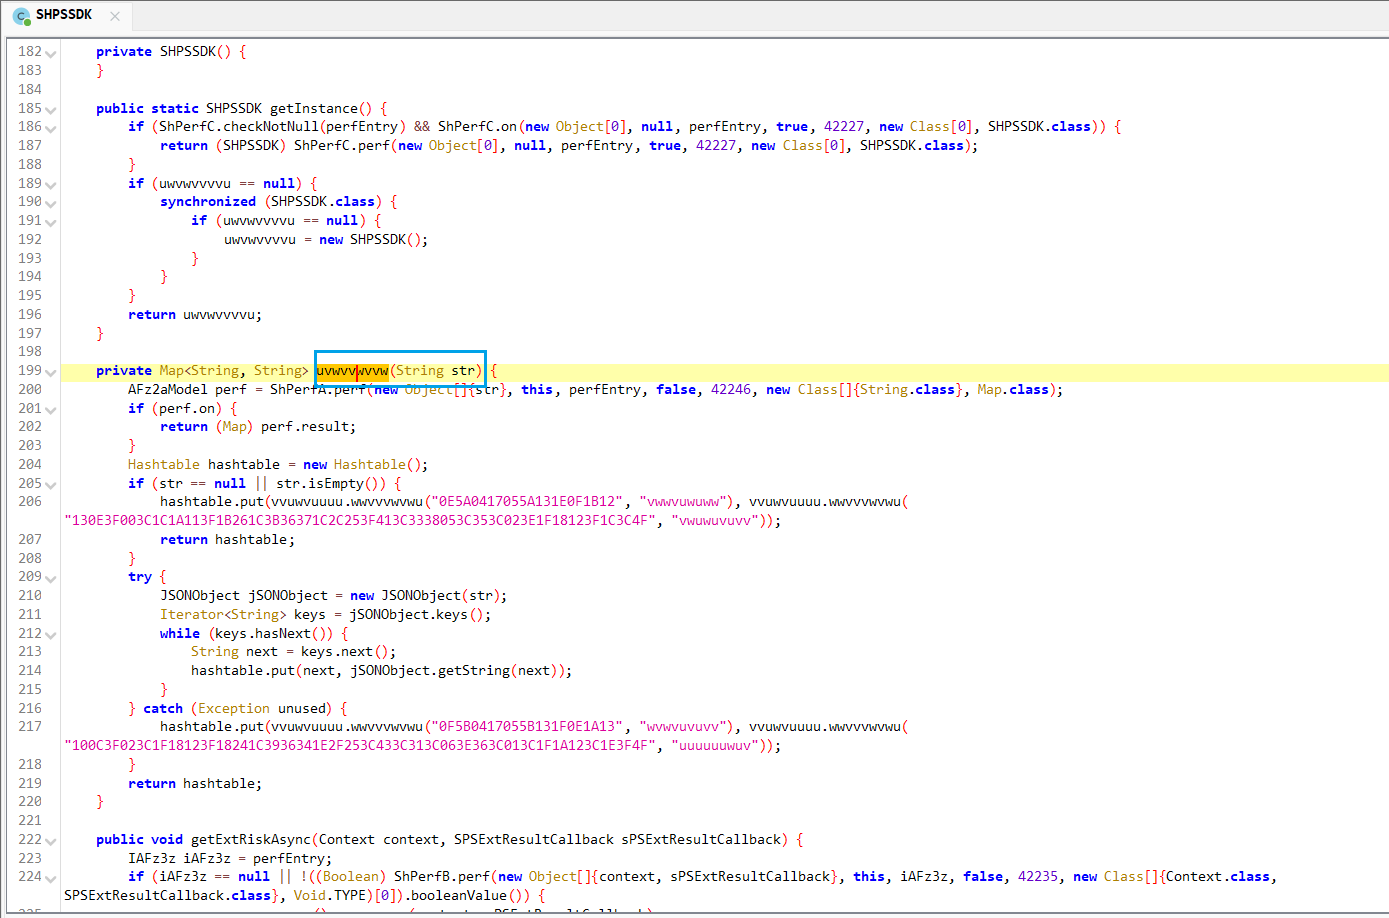 SHPSSDK
182 private SHPSSDK() {
183 }
184
185 public static SHPSSDK getInstance() {
186 if (ShPerfC.checkNotNull(perfEntry) && ShPerfC.on(new Object[0], null, perfEntry, true, 42227, new Class[0], SHPSSDK.class)) {
187 return (SHPSSDK) ShPerfC.perf(new Object[0], null, perfEntry, true, 42227, new Class[0], SHPSSDK.class);
188 }
189 if (uwvwvvvvu == null) {
190 synchronized (SHPSSDK.class) {
191 if (uwvwvvvvu == null) {
192 uwvwvvvvu = new SHPSSDK();
193 }
194 }
195 }
196 return uwvwvvvvu;
197 }
198
199 private Map<String, String> uvwvvwvvw(String str) {
200 AFz2aModel perf = ShPerfA.perf(new Object[]{str}, this, perfEntry, false, 42246, new Class[]{String.class}, Map.class);
201 if (perf.on) {
202 return (Map) perf.result;
203 }
204 Hashtable hashtable = new Hashtable();
205 if (str == null || str.isEmpty()) {
206 hashtable.put(vvuwvuuuu.wwvvvwvwu("0E5A0417055A131E0F1B12", "vwwvuwuww"), vvuwvuuuu.wwvvvwvwu(
"130E3F003C1C1A113F1B261C3B36371C2C253F413C3338053C353C023E1F18123F1C3C4F", "vwuwuvuvv"));
207 return hashtable;
208 }
209 try {
210 JSONObject jSONObject = new JSONObject(str);
211 Iterator<String> keys = jSONObject.keys();
212 while (keys.hasNext()) {
213 String next = keys.next();
214 hashtable.put(next, jSONObject.getString(next));
215 }
216 } catch (Exception unused) {
217 hashtable.put(vvuwvuuuu.wwvvvwvwu("0F5B0417055B131F0E1A13", "wvwvuvuvv"), vvuwvuuuu.wwvvvwvwu(
"100C3F023C1F18123F18241C3936341E2F253C433C313C063E363C013C1F1A123C1E3F4F", "uuuuuuwuv"));
218 }
219 return hashtable;
220 }
221
222 public void getExtRiskAsync(Context context, SPSExtResultCallback sPSExtResultCallback) {
223 IAFz3z iAFz3z = perfEntry;
224 if (iAFz3z == null || !((Boolean) ShPerfB.perf(new Object[]{context, sPSExtResultCallback}, this, iAFz3z, false, 42235, new Class[]{Context.class,
SPSExtResultCallback.class}, Void.TYPE)[0]).booleanValue()) {